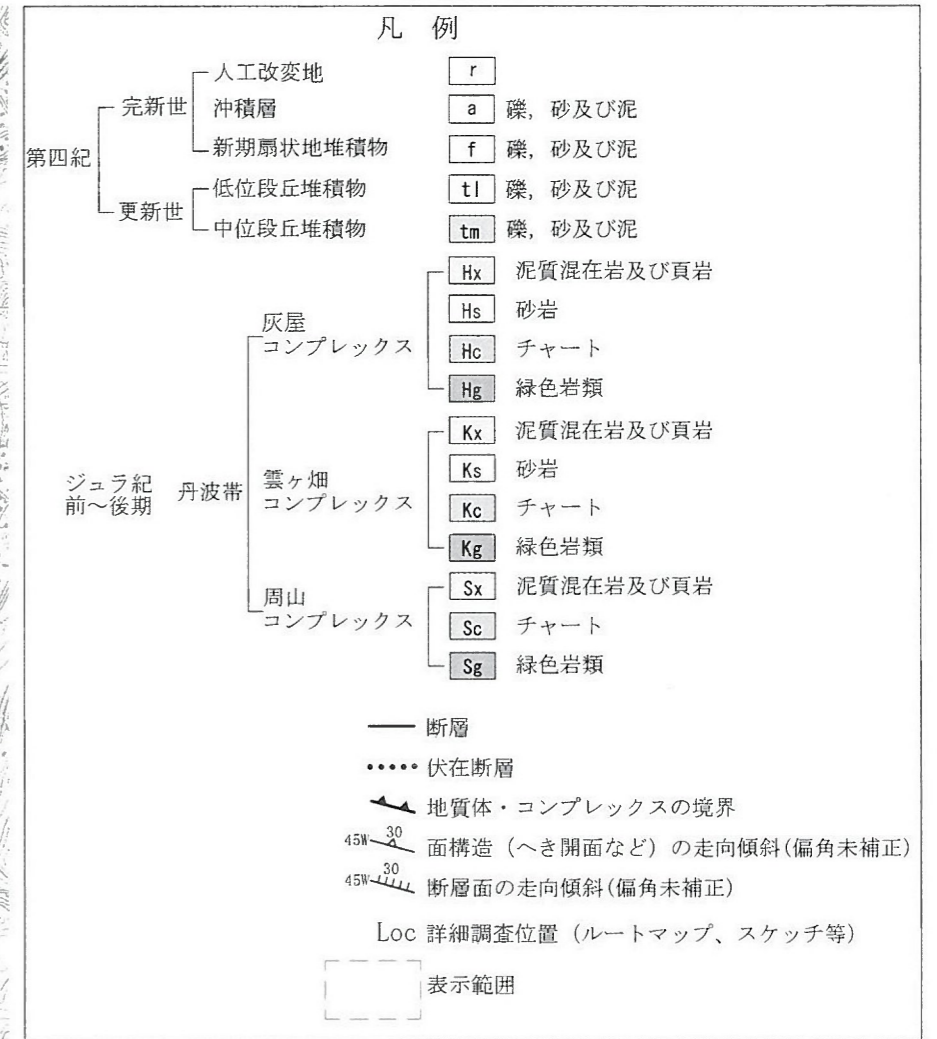 凡 例
人工改変地 r
完新世
沖積層 a 礫，砂及び泥
新期扇状地堆積物 f 礫，砂及び泥
第四紀
低位段丘堆積物 tl 礫，砂及び泥
更新世
中位段丘堆積物 tm 礫，砂及び泥
Hx 泥質混在岩及び頁岩
Hs 砂岩
灰屋
コンプレックス
Hc チャート
Hg 緑色岩類
Kx 泥質混在岩及び頁岩
Ks 砂岩
ジュラ紀
前～後期
丹波帯
雲ヶ畑
コンプレックス
Kc チャート
Kg 緑色岩類
Sx 泥質混在岩及び頁岩
周山
コンプレックス
Sc チャート
Sg 緑色岩類
断層
伏在断層
地質体・コンプレックスの境界
45W 30 面構造（へき開面など）の走向傾斜(偏角未補正)
45W 30 断層面の走向傾斜(偏角未補正)
Loc 詳細調査位置（ルートマップ、スケッチ等）
表示範囲